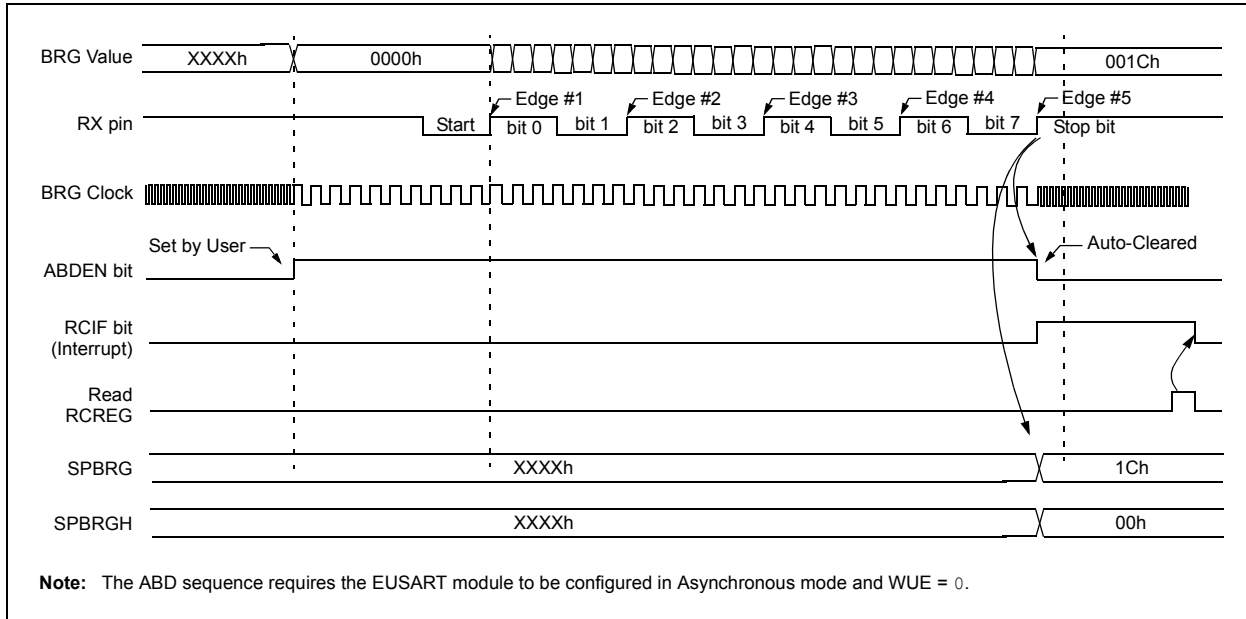 BRG Value
XXXXh
0000h
001Ch
Edge #1
Edge #2
Edge #3
Edge #4
Edge #5
RX pin
Start
bit 0
bit 1
bit 2
bit 3
bit 4
bit 5
bit 6
bit 7
Stop bit
BRG Clock
Set by User
Auto-Cleared
ABDEN bit
RCIF bit
(Interrupt)
Read
RCREG
SPBRG
XXXXh
1Ch
SPBRGH
XXXXh
00h
Note: The ABD sequence requires the EUSART module to be configured in Asynchronous mode and WUE = 0.